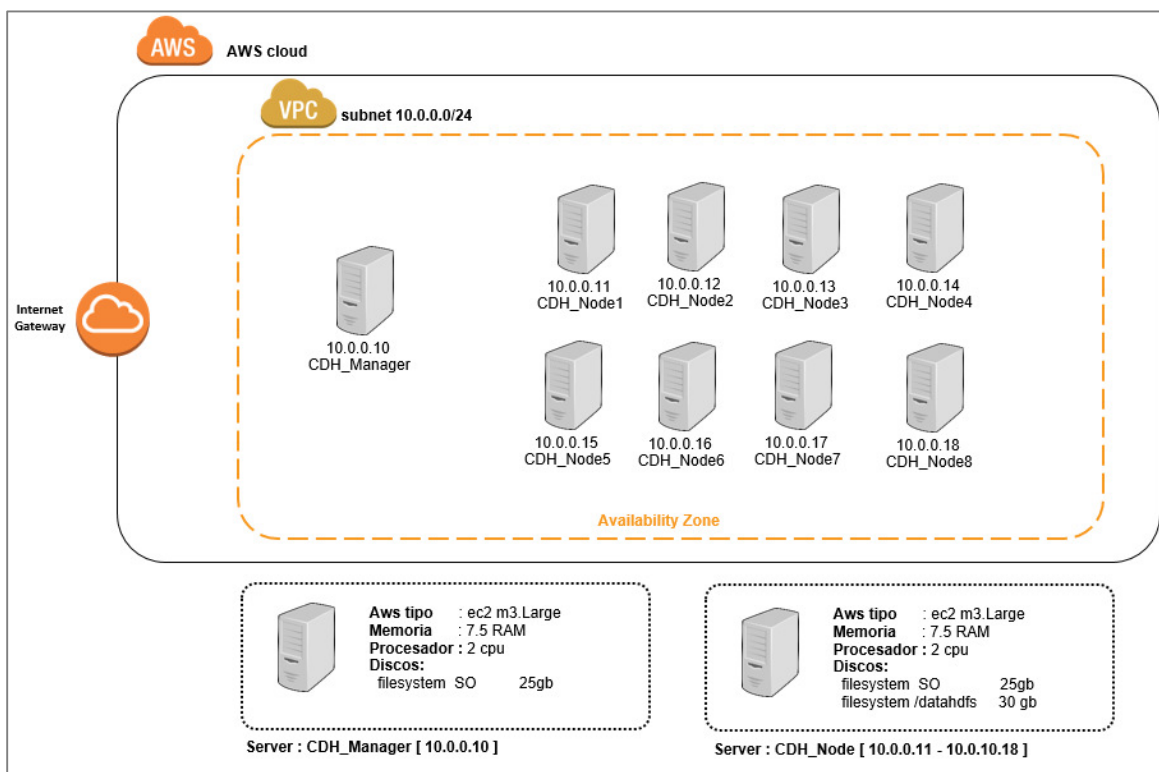 AWS
AWS cloud
VPC
subnet 10.0.0.0/24
Internet
Gateway
10.0.0.10
CDH_Manager
10.0.0.11
CDH_Node1
10.0.0.12
CDH_Node2
10.0.0.13
CDH_Node3
10.0.0.14
CDH_Node4
10.0.0.15
CDH_Node5
10.0.0.16
CDH_Node6
10.0.0.17
CDH_Node7
10.0.0.18
CDH_Node8
Availability Zone
Aws tipo : ec2 m3.Large
Memoria : 7.5 RAM
Procesador : 2 cpu
Discos:
filesystem SO 25gb
Server : CDH_Manager [ 10.0.0.10 ]
Aws tipo : ec2 m3.Large
Memoria : 7.5 RAM
Procesador : 2 cpu
Discos:
filesystem SO 25gb
filesystem /datahdfs 30 gb
Server : CDH_Node [ 10.0.0.11 - 10.0.10.18 ]